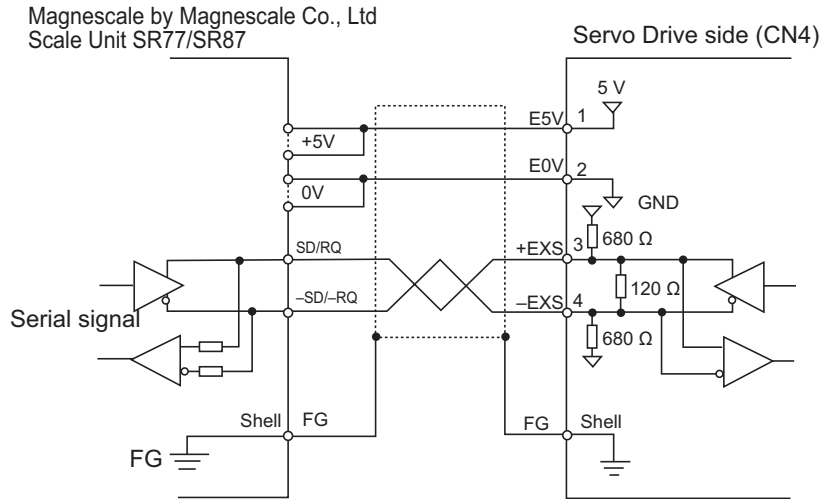 Magnescale by Magnescale Co., Ltd
Scale Unit SR77/SR87
Servo Drive side (CN4)
5 V
E5V 1
+5V
E0V 2
0V
GND
SD/RQ
+EXS 3
680 Ω
–SD/–RQ
–EXS 4
120 Ω
Serial signal
680 Ω
Shell FG
FG Shell
FG